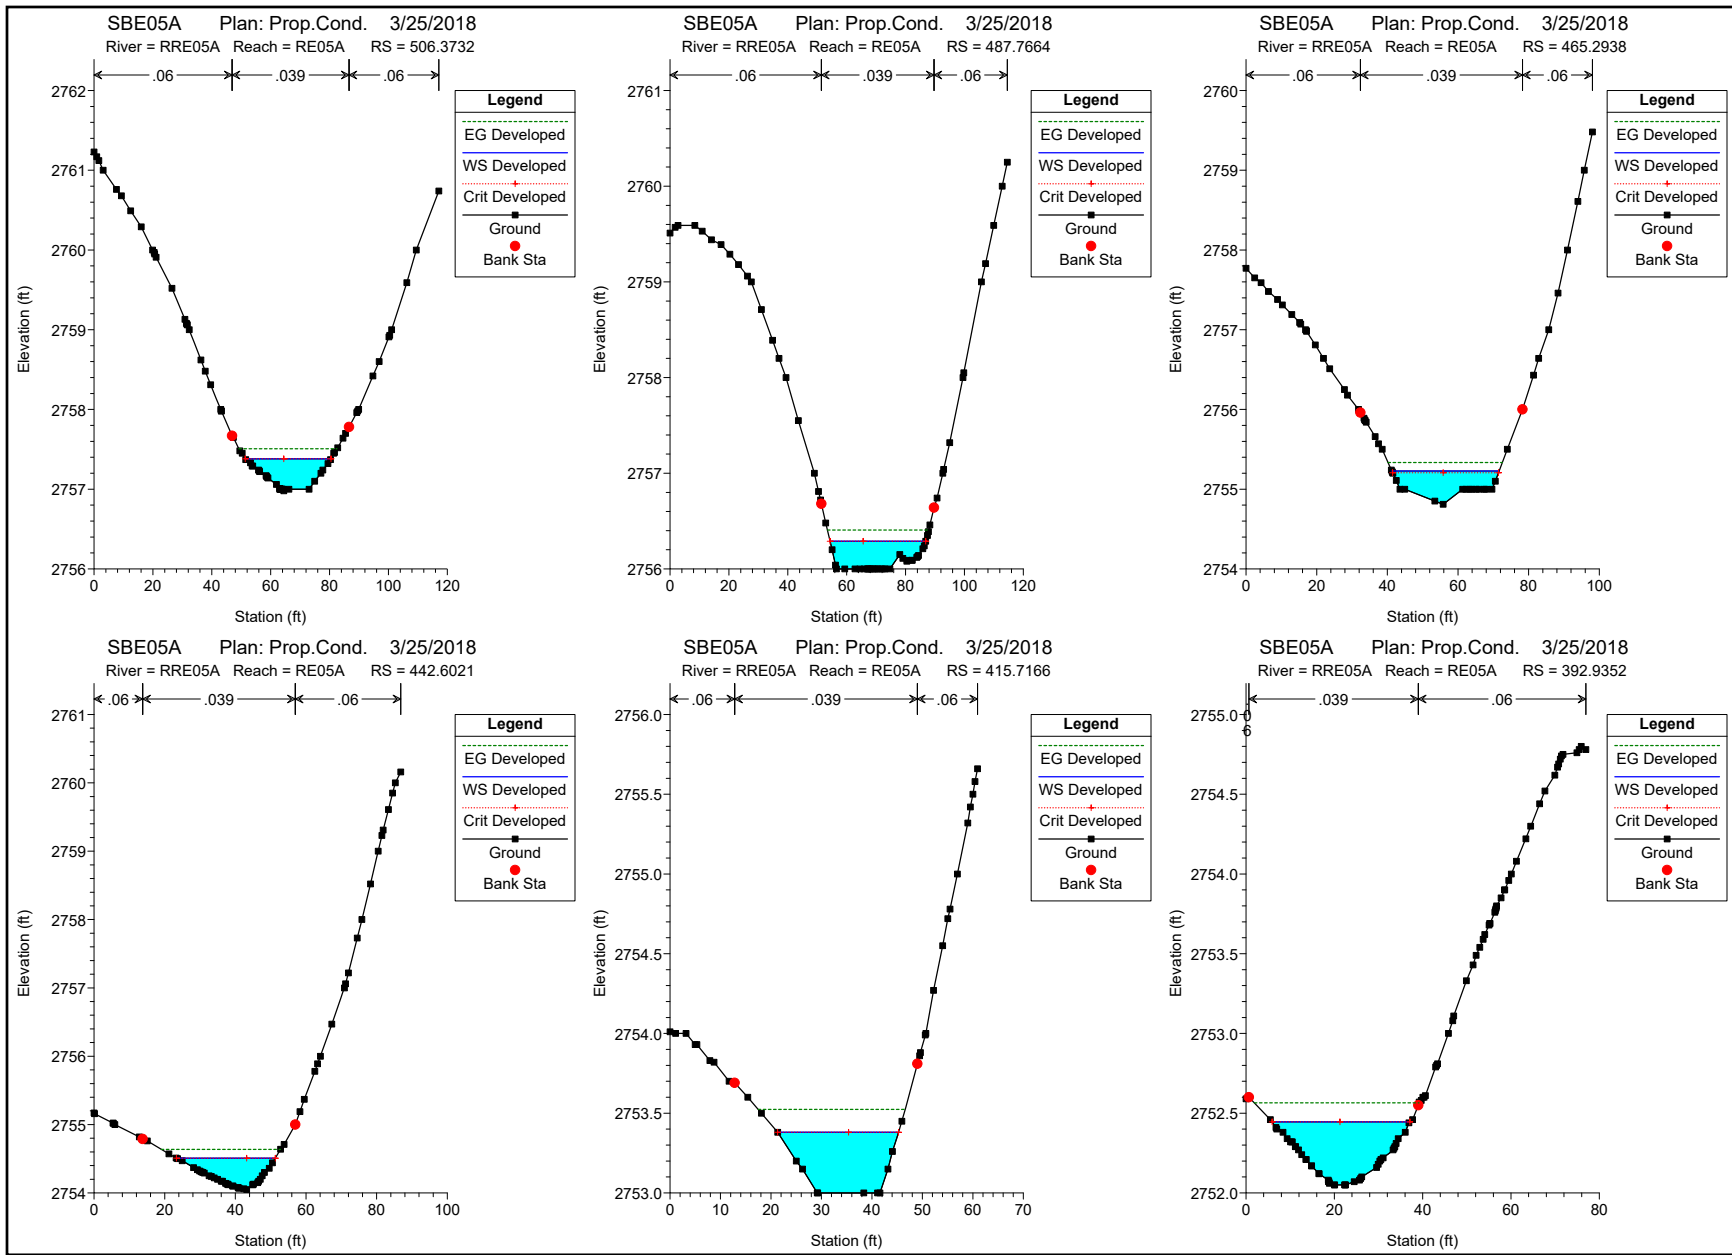 SBE05A Plan: Prop.Cond. 3/25/2018
River = RRE05A Reach = RE05A RS = 506.3732
.06 .039 .06
2762
2761
2760
2759
2758
2757
2756
Elevation (ft)
0 20 40 60 80 100 120
Station (ft)
Legend
EG Developed
WS Developed
Crit Developed
Ground
Bank Sta
SBE05A Plan: Prop.Cond. 3/25/2018
River = RRE05A Reach = RE05A RS = 487.7664
.06 .039 .06
2761
2760
2759
2758
2757
2756
Elevation (ft)
0 20 40 60 80 100 120
Station (ft)
Legend
EG Developed
WS Developed
Crit Developed
Ground
Bank Sta
SBE05A Plan: Prop.Cond. 3/25/2018
River = RRE05A Reach = RE05A RS = 465.2938
.06 .039 .06
2760
2759
2758
2757
2756
2755
2754
Elevation (ft)
0 20 40 60 80 100
Station (ft)
Legend
EG Developed
WS Developed
Crit Developed
Ground
Bank Sta
SBE05A Plan: Prop.Cond. 3/25/2018
River = RRE05A Reach = RE05A RS = 442.6021
.06 .039 .06
2761
2760
2759
2758
2757
2756
2755
2754
Elevation (ft)
0 20 40 60 80 100
Station (ft)
Legend
EG Developed
WS Developed
Crit Developed
Ground
Bank Sta
SBE05A Plan: Prop.Cond. 3/25/2018
River = RRE05A Reach = RE05A RS = 415.7166
.06 .039 .06
2756.0
2755.5
2755.0
2754.5
2754.0
2753.5
2753.0
Elevation (ft)
0 10 20 30 40 50 60 70
Station (ft)
Legend
EG Developed
WS Developed
Crit Developed
Ground
Bank Sta
SBE05A Plan: Prop.Cond. 3/25/2018
River = RRE05A Reach = RE05A RS = 392.9352
.06 .039 .06
2755.0
2754.5
2754.0
2753.5
2753.0
2752.5
2752.0
Elevation (ft)
0 20 40 60 80
Station (ft)
Legend
EG Developed
WS Developed
Crit Developed
Ground
Bank Sta